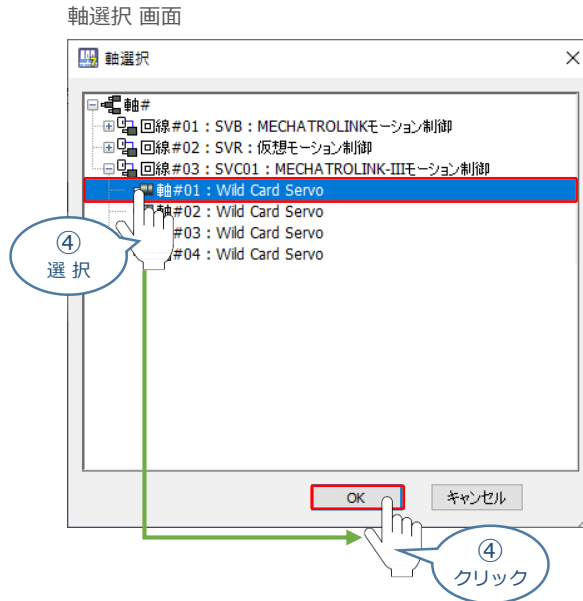 軸選択 画面
軸選択
軸#
回線#01 : SVB : MECHATROLINKモーション制御
回線#02 : SVR : 仮想モーション制御
回線#03 : SVC01 : MECHATROLINK-IIIモーション制御
軸#01 : Wild Card Servo
軸#02 : Wild Card Servo
#03 : Wild Card Servo
#04 : Wild Card Servo
④
選 択
OK
キャンセル
④
クリック